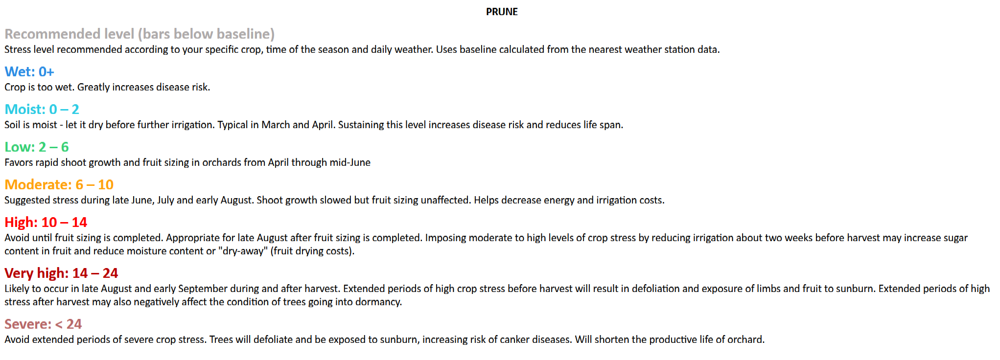 PRUNE
Recommended level (bars below baseline)
Stress level recommended according to your specific crop, time of the season and daily weather. Uses baseline calculated from the nearest weather station data.
Wet: 0+
Crop is too wet. Greatly increases disease risk.
Moist: 0 – 2
Soil is moist - let it dry before further irrigation. Typical in March and April. Sustaining this level increases disease risk and reduces life span.
Low: 2 – 6
Favors rapid shoot growth and fruit sizing in orchards from April through mid-June
Moderate: 6 – 10
Suggested stress during late June, July and early August. Shoot growth slowed but fruit sizing unaffected. Helps decrease energy and irrigation costs.
High: 10 – 14
Avoid until fruit sizing is completed. Appropriate for late August after fruit sizing is completed. Imposing moderate to high levels of crop stress by reducing irrigation about two weeks before harvest may increase sugar
content in fruit and reduce moisture content or "dry-away" (fruit drying costs).
Very high: 14 – 24
Likely to occur in late August and early September during and after harvest. Extended periods of high crop stress before harvest will result in defoliation and exposure of limbs and fruit to sunburn. Extended periods of high
stress after harvest may also negatively affect the condition of trees going into dormancy.
Severe: < 24
Avoid extended periods of severe crop stress. Trees will defoliate and be exposed to sunburn, increasing risk of canker diseases. Will shorten the productive life of orchard.